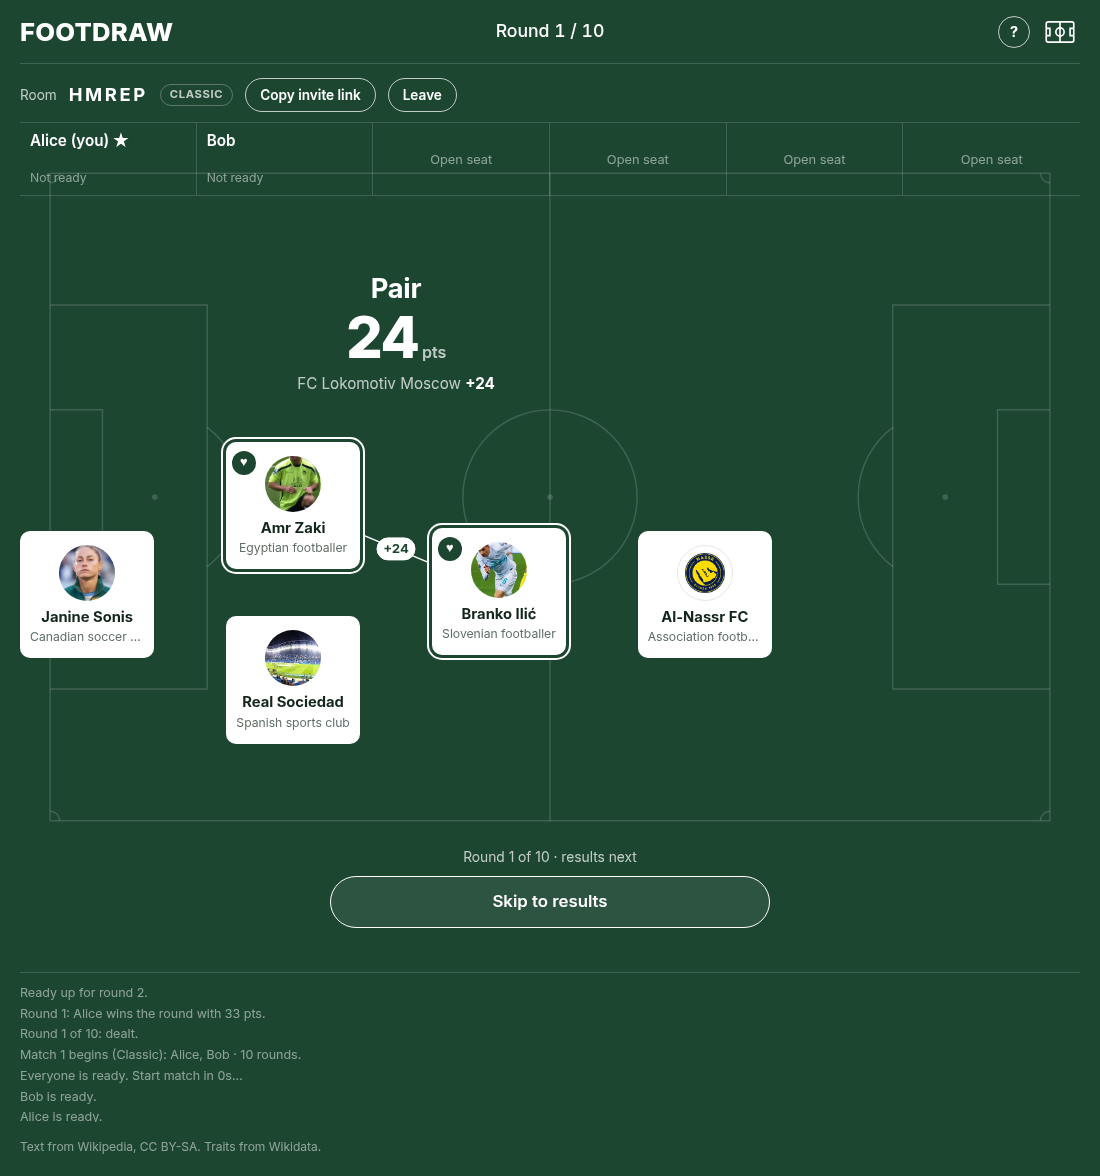 FOOTDRAW
Round 1 / 10
?
Room HMREP CLASSIC Copy invite link Leave
Alice (you) ★
Not ready
Bob
Not ready
Open seat
Open seat
Open seat
Open seat
Pair
24 pts
FC Lokomotiv Moscow +24
Amr Zaki
Egyptian footballer
+24
Branko Ilić
Slovenian footballer
Janine Sonis
Canadian soccer ...
Real Sociedad
Spanish sports club
Al-Nassr FC
Association footb...
Round 1 of 10 · results next
Skip to results
Ready up for round 2.
Round 1: Alice wins the round with 33 pts.
Round 1 of 10: dealt.
Match 1 begins (Classic): Alice, Bob · 10 rounds.
Everyone is ready. Start match in 0s...
Bob is ready.
Alice is ready.
Text from Wikipedia, CC BY-SA. Traits from Wikidata.